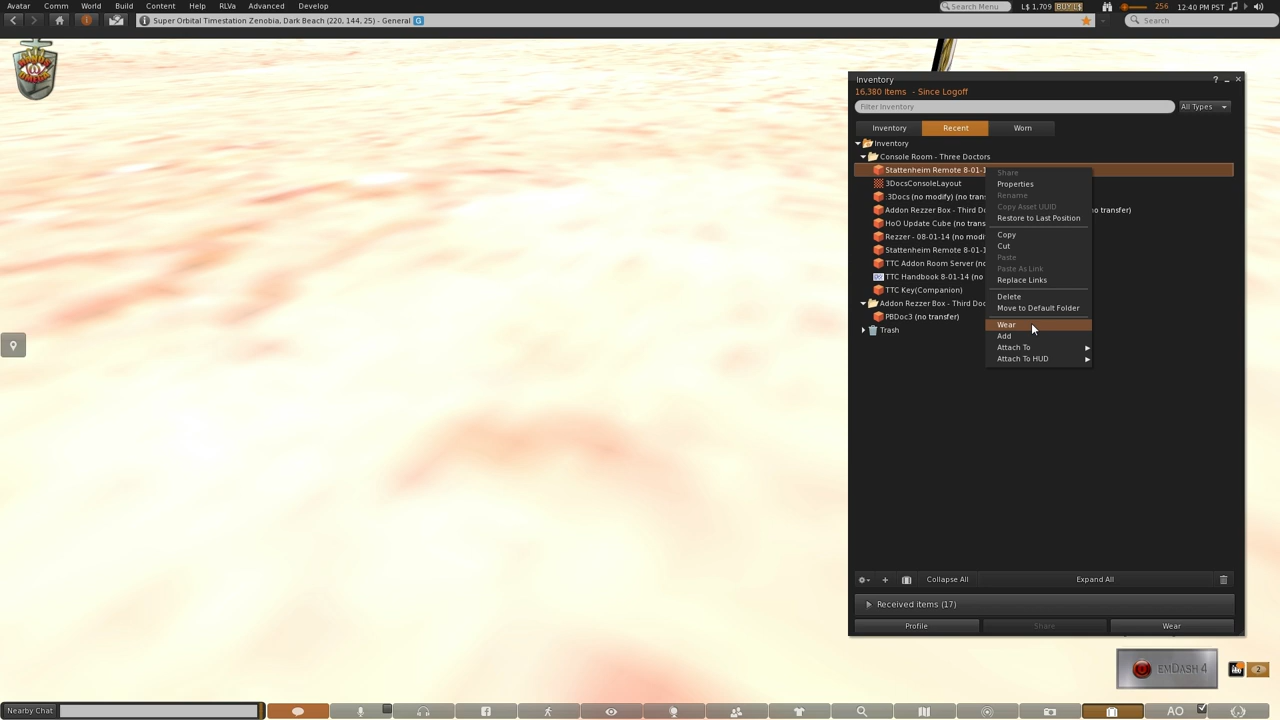 Avatar Comm World Build Content Help RLVa Advanced Develop
Search Menu L$ 1,709 BUY L$ 256 12:40 PM PST
Super Orbital Timestation Zenobia, Dark Beach (220, 144, 25) - General G
Search
Inventory ?
16,380 Items - Since Logoff
Filter Inventory All Types
Inventory Recent Worn
Inventory
Console Room - Three Doctors
Stattenheim Remote 8-01-1
3DocsConsoleLayout
:3Docs (no modify) (no tran
Addon Rezzer Box - Third Do no transfer)
HoO Update Cube (no trans
Rezzer - 08-01-14 (no modi
Stattenheim Remote 8-01-1
TTC Addon Room Server (no
TTC Handbook 8-01-14 (no
TTC Key(Companion)
Addon Rezzer Box - Third Doc
PBDoc3 (no transfer)
Trash
Share
Properties
Rename
Copy Asset UUID
Restore to Last Position
Copy
Cut
Paste
Paste As Link
Replace Links
Delete
Move to Default Folder
Wear
Add
Attach To
Attach To HUD
Collapse All Expand All
Received items (17)
Profile Share Wear
EMDASH 4
2
Nearby Chat
AO